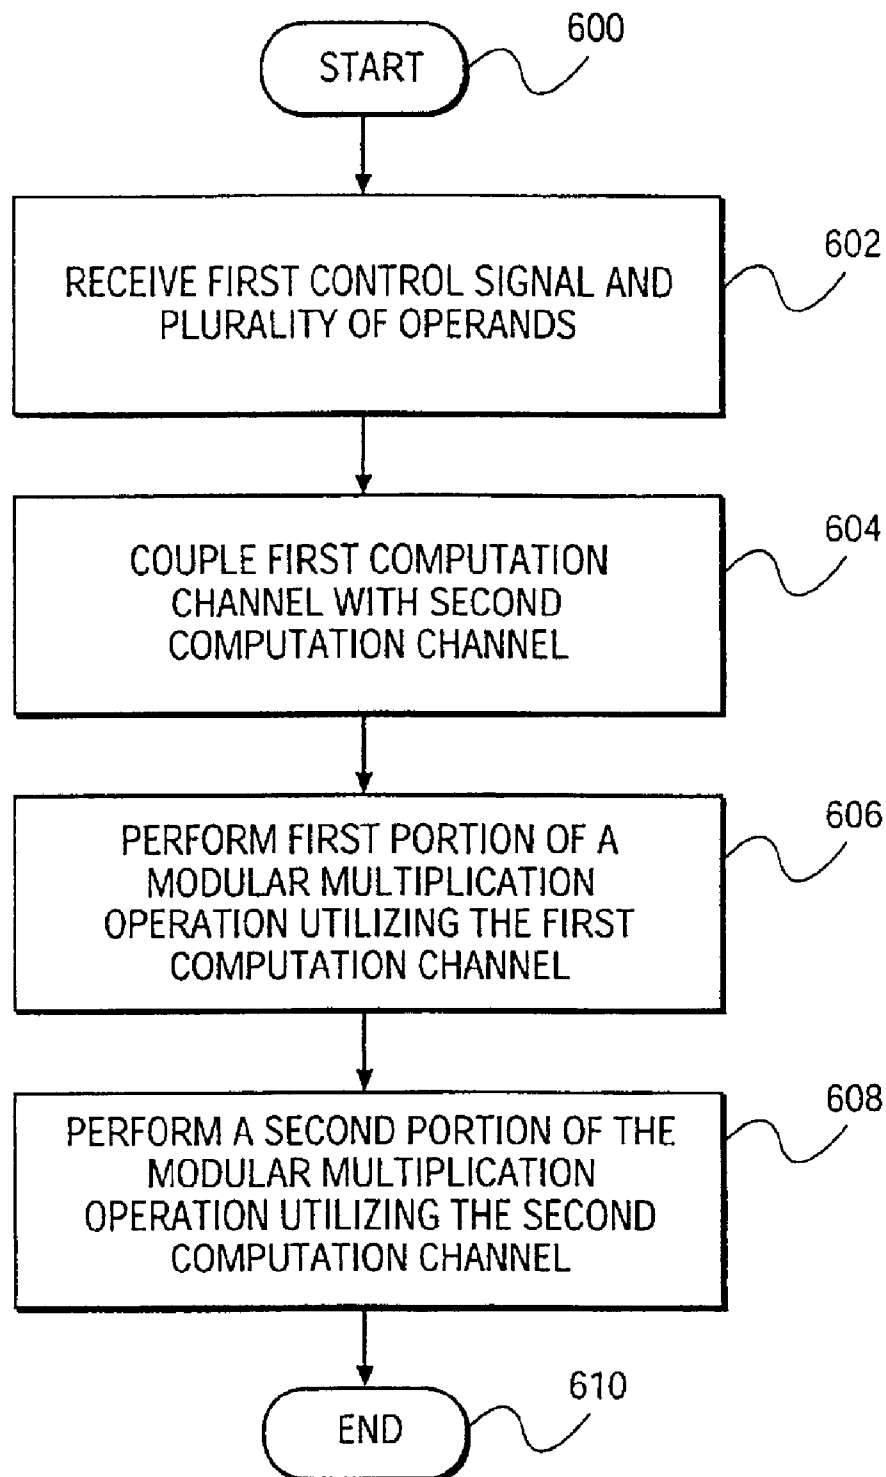 START
600
RECEIVE FIRST CONTROL SIGNAL AND
PLURALITY OF OPERANDS
602
COUPLE FIRST COMPUTATION
CHANNEL WITH SECOND
COMPUTATION CHANNEL
604
PERFORM FIRST PORTION OF A
MODULAR MULTIPLICATION
OPERATION UTILIZING THE FIRST
COMPUTATION CHANNEL
606
PERFORM A SECOND PORTION OF THE
MODULAR MULTIPLICATION
OPERATION UTILIZING THE SECOND
COMPUTATION CHANNEL
608
END
610